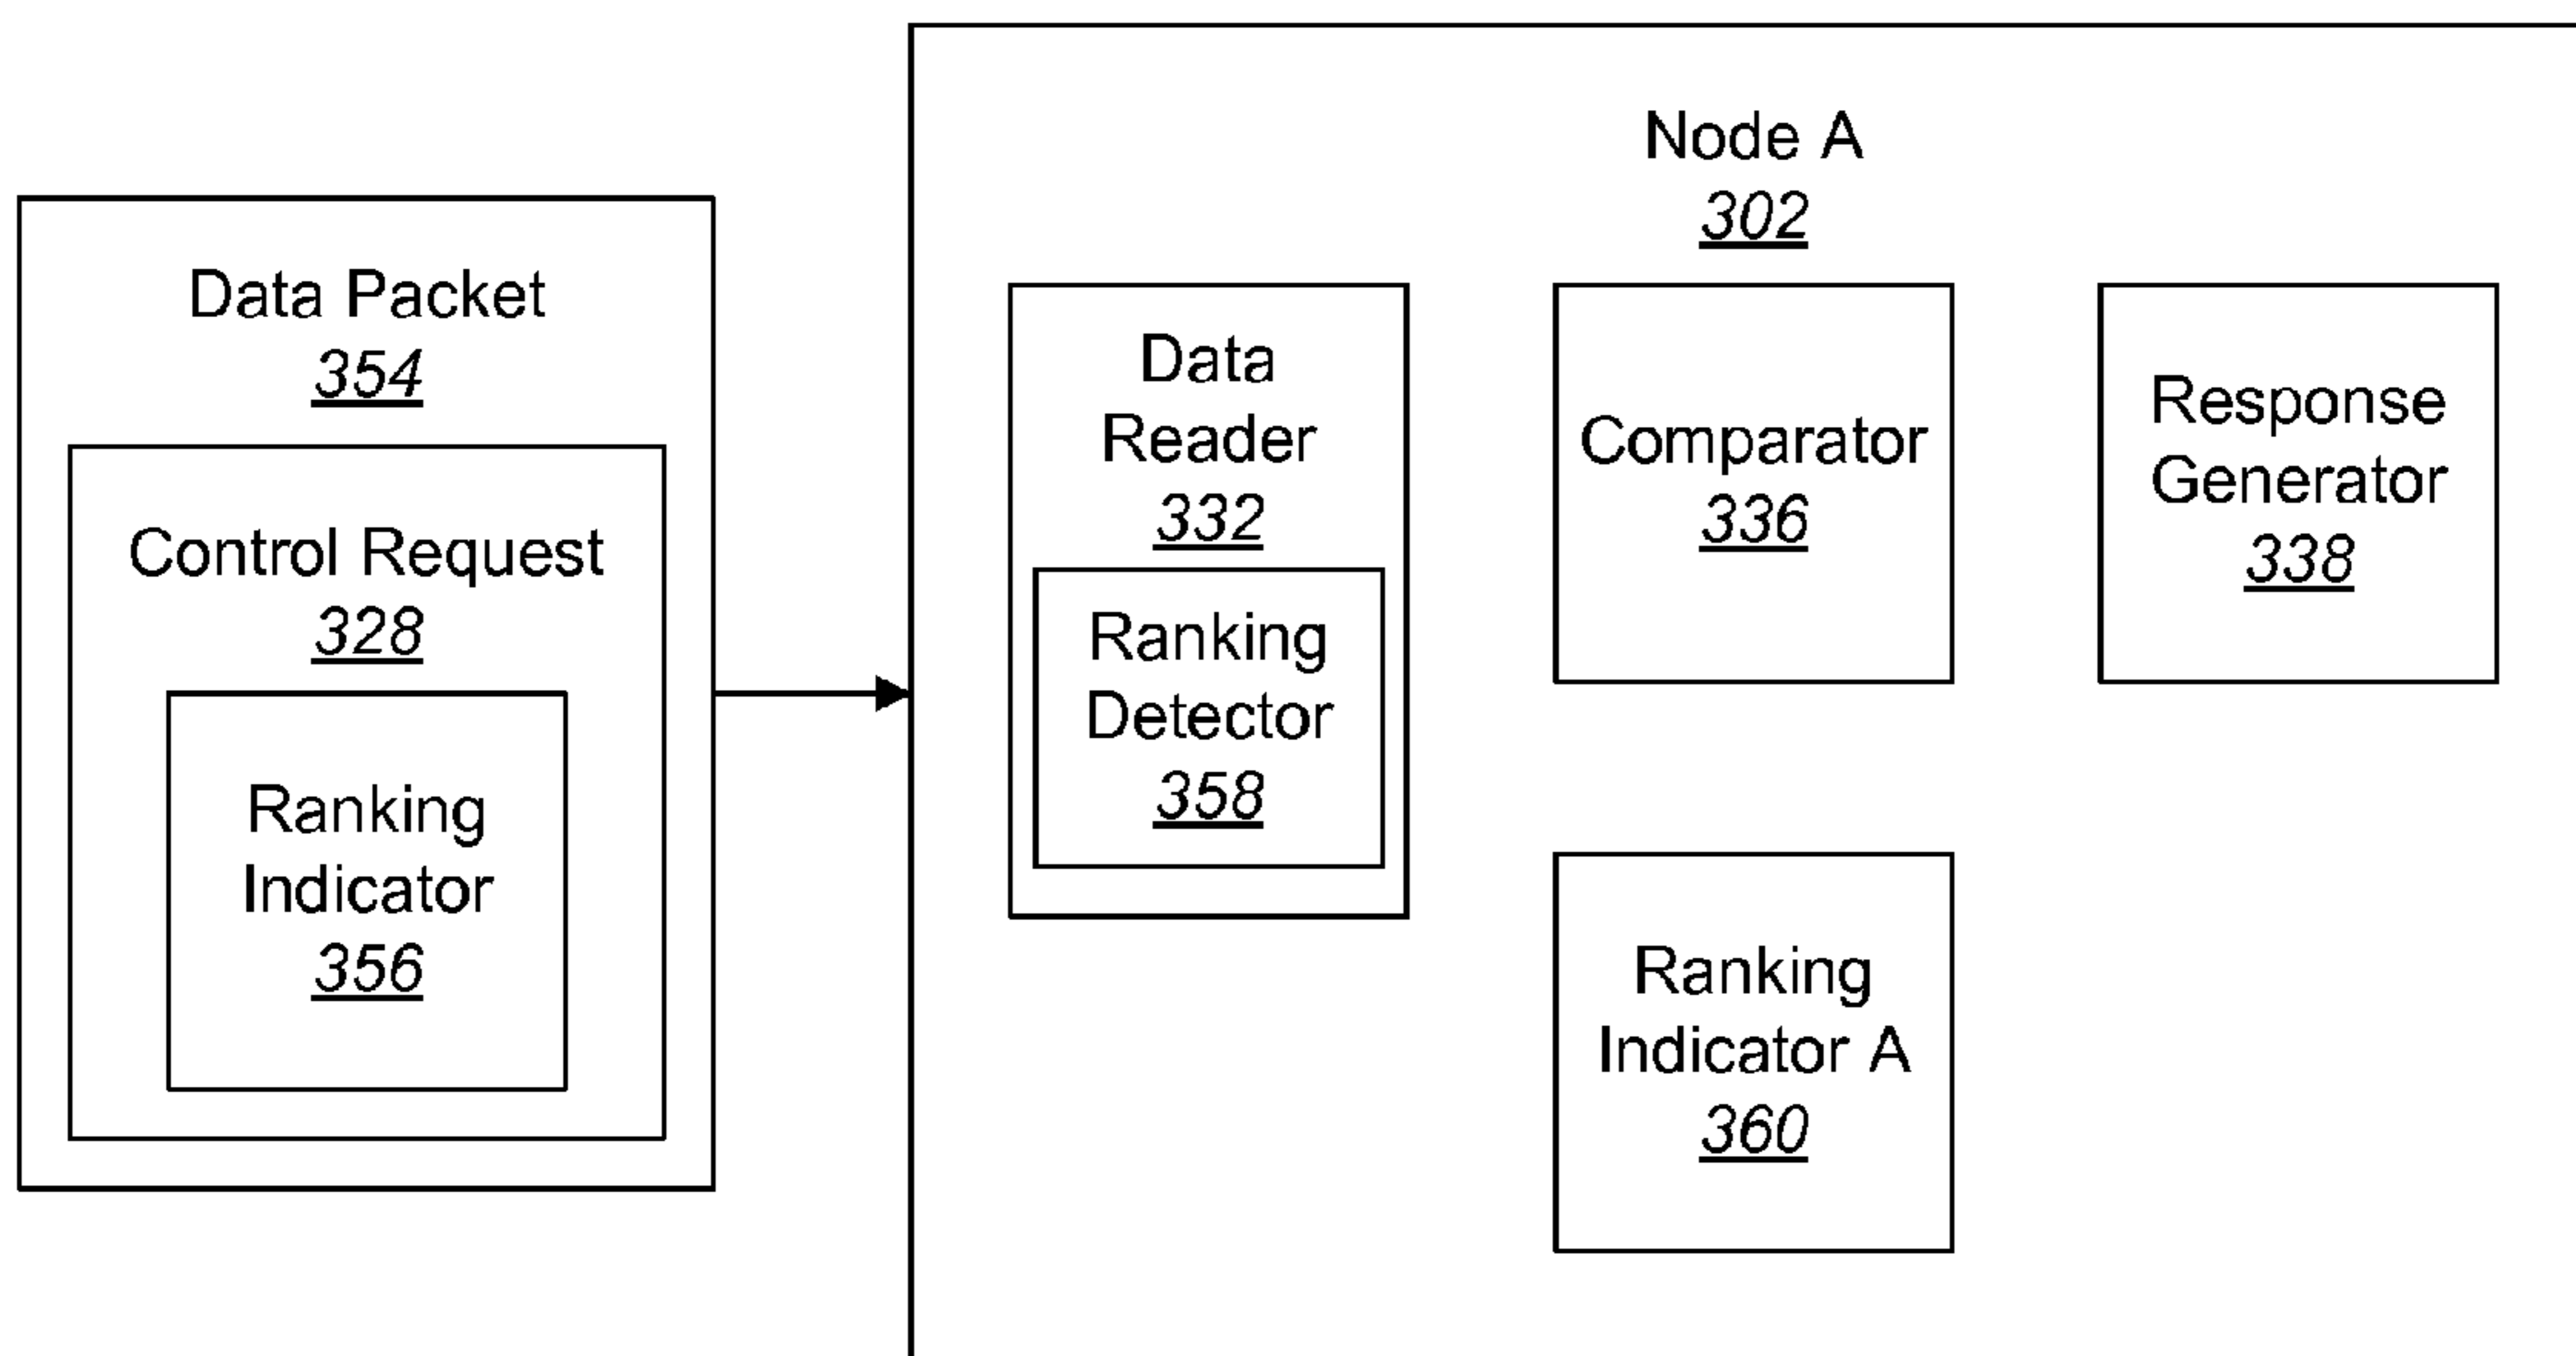 Data Packet
354
Control Request
328
Ranking
Indicator
356
Node A
302
Data
Reader
332
Ranking
Detector
358
Comparator
336
Response
Generator
338
Ranking
Indicator A
360